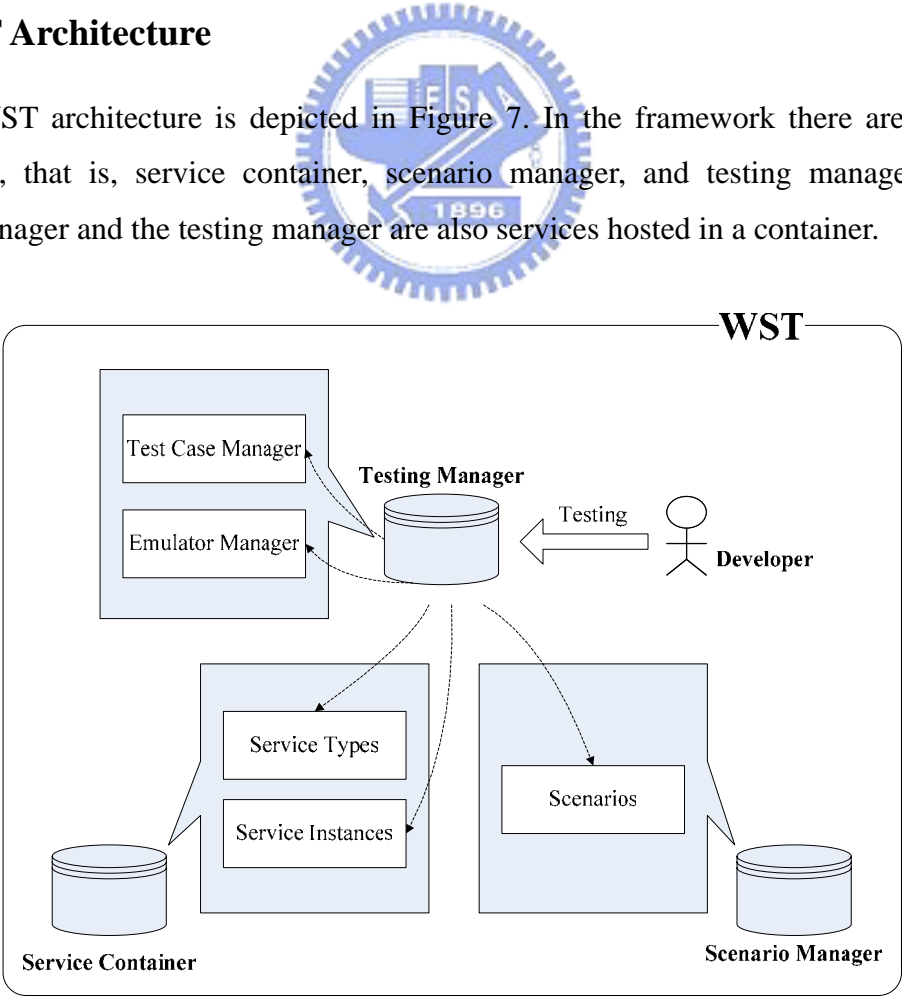 Architecture
ST architecture is depicted in Figure 7. In the framework there are
, that is, service container, scenario manager, and testing manage
nager and the testing manager are also services hosted in a container.
ES
1896
WST
Test Case Manager
Testing Manager
Testing
Emulator Manager
Developer
Service Types
Scenarios
Service Instances
Service Container
Scenario Manager